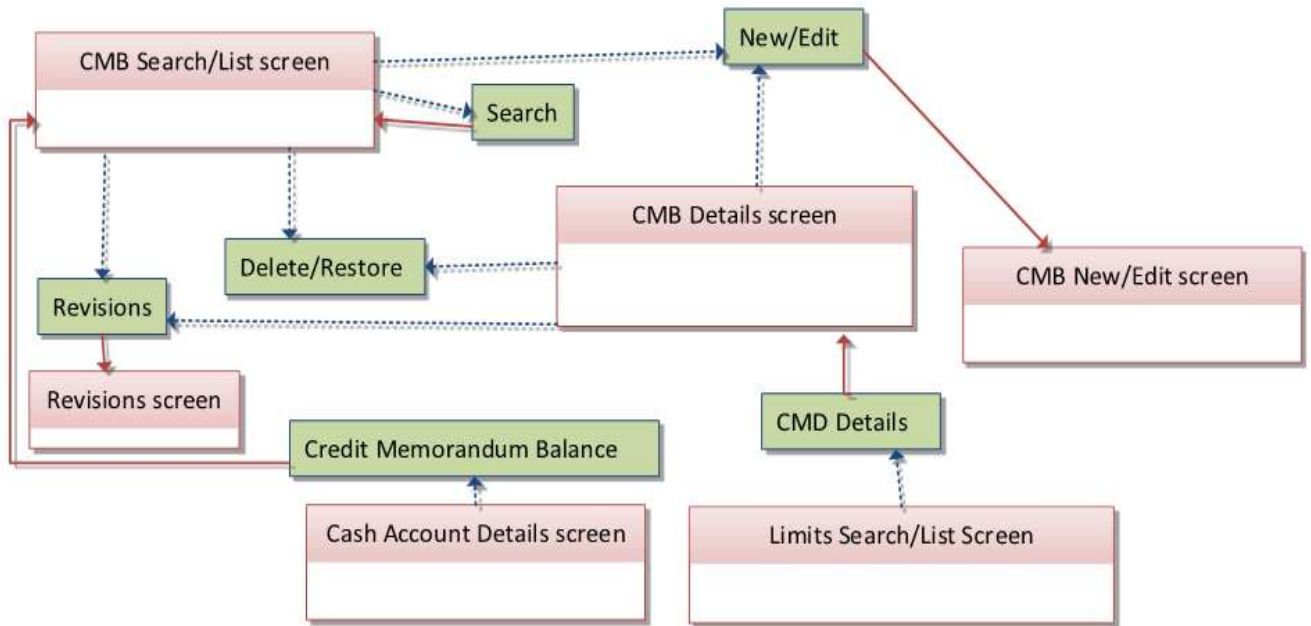 New/Edit
CMB Search/List screen
Search
CMB Details screen
Delete/Restore
CMB New/Edit screen
Revisions
Revisions screen
CMD Details
Credit Memorandum Balance
Cash Account Details screen
Limits Search/List Screen